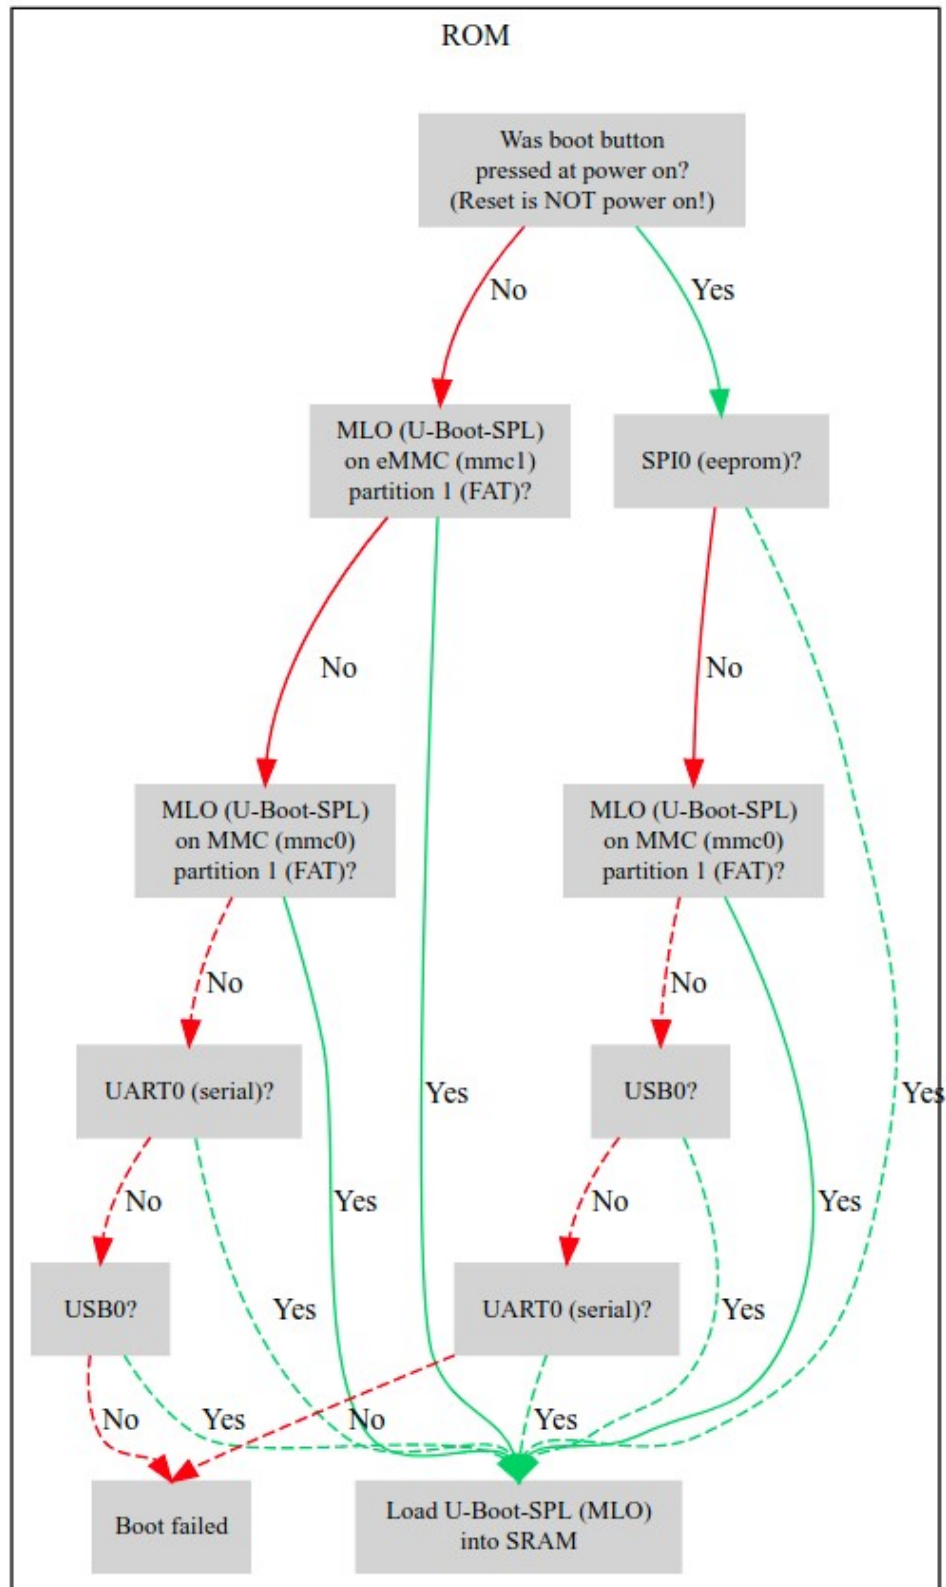 ROM
Was boot button
pressed at power on?
(Reset is NOT power on!)
No
Yes
MLO (U-Boot-SPL)
on eMMC (mmc1)
partition 1 (FAT)?
SPI0 (eeprom)?
No
No
MLO (U-Boot-SPL)
on MMC (mmc0)
partition 1 (FAT)?
MLO (U-Boot-SPL)
on MMC (mmc0)
partition 1 (FAT)?
No
No
UART0 (serial)?
Yes
USB0?
Yes
No
Yes
No
Yes
USB0?
Yes
UART0 (serial)?
Yes
No
Yes
No
Yes
Boot failed
Load U-Boot-SPL (MLO)
into SRAM